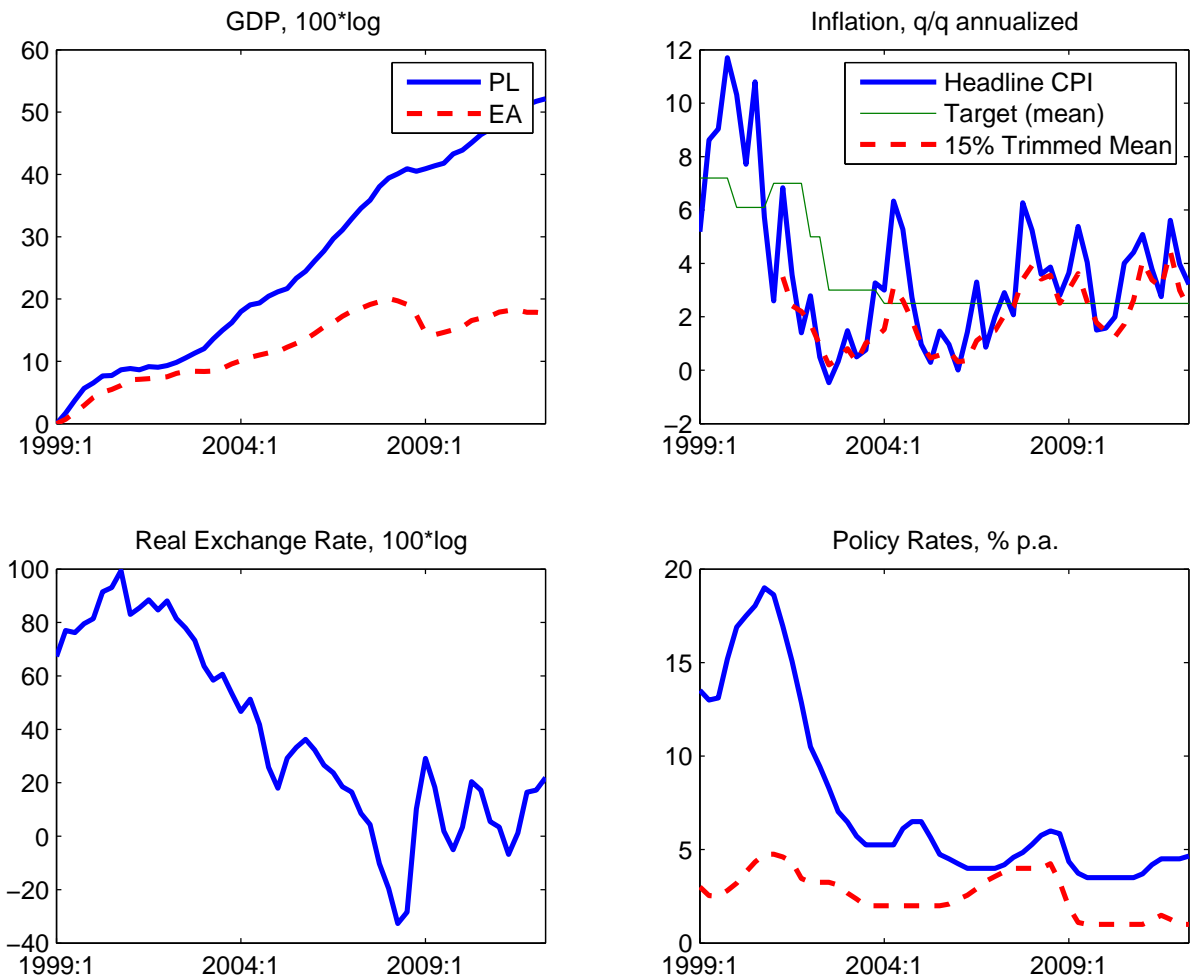 GDP, 100*log
60
50
40
30
20
10
0
1999:1 2004:1 2009:1
PL
EA
Inflation, q/q annualized
12
10
8
6
4
2
0
−2
1999:1 2004:1 2009:1
Headline CPI
Target (mean)
15% Trimmed Mean
Real Exchange Rate, 100*log
100
80
60
40
20
0
−20
−40
1999:1 2004:1 2009:1
Policy Rates, % p.a.
20
15
10
5
0
1999:1 2004:1 2009:1